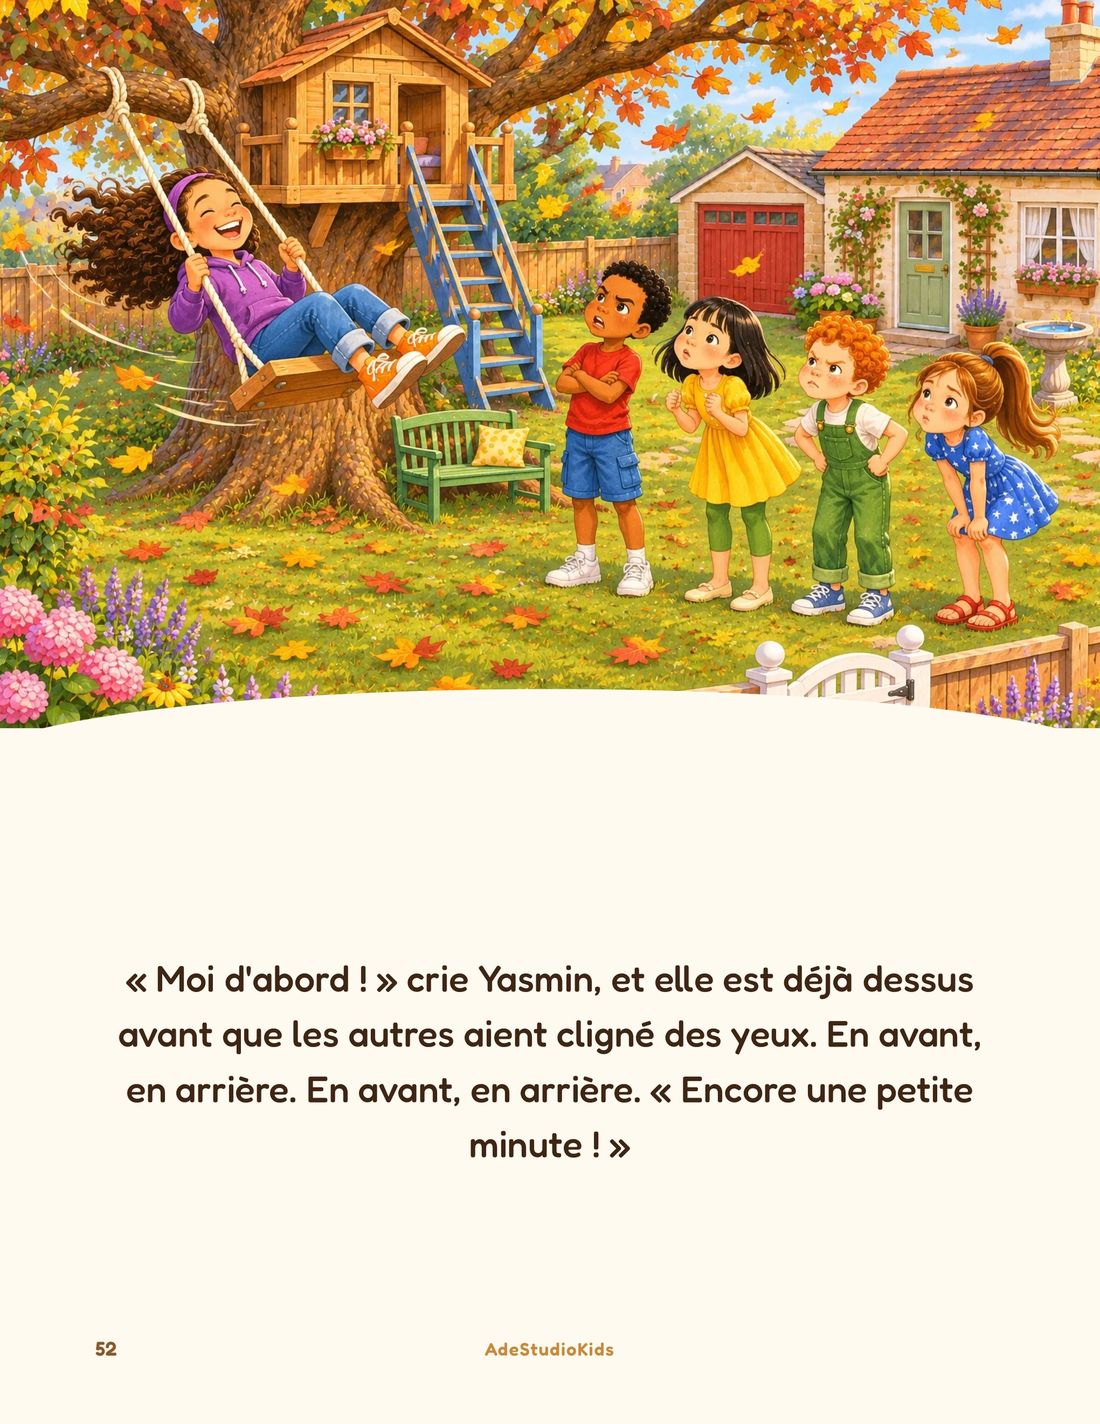 « Moi d'abord ! » crie Yasmin, et elle est déjà dessus
avant que les autres aient cligné des yeux. En avant,
en arrière. En avant, en arrière. « Encore une petite
minute ! »
52
AdeStudioKids